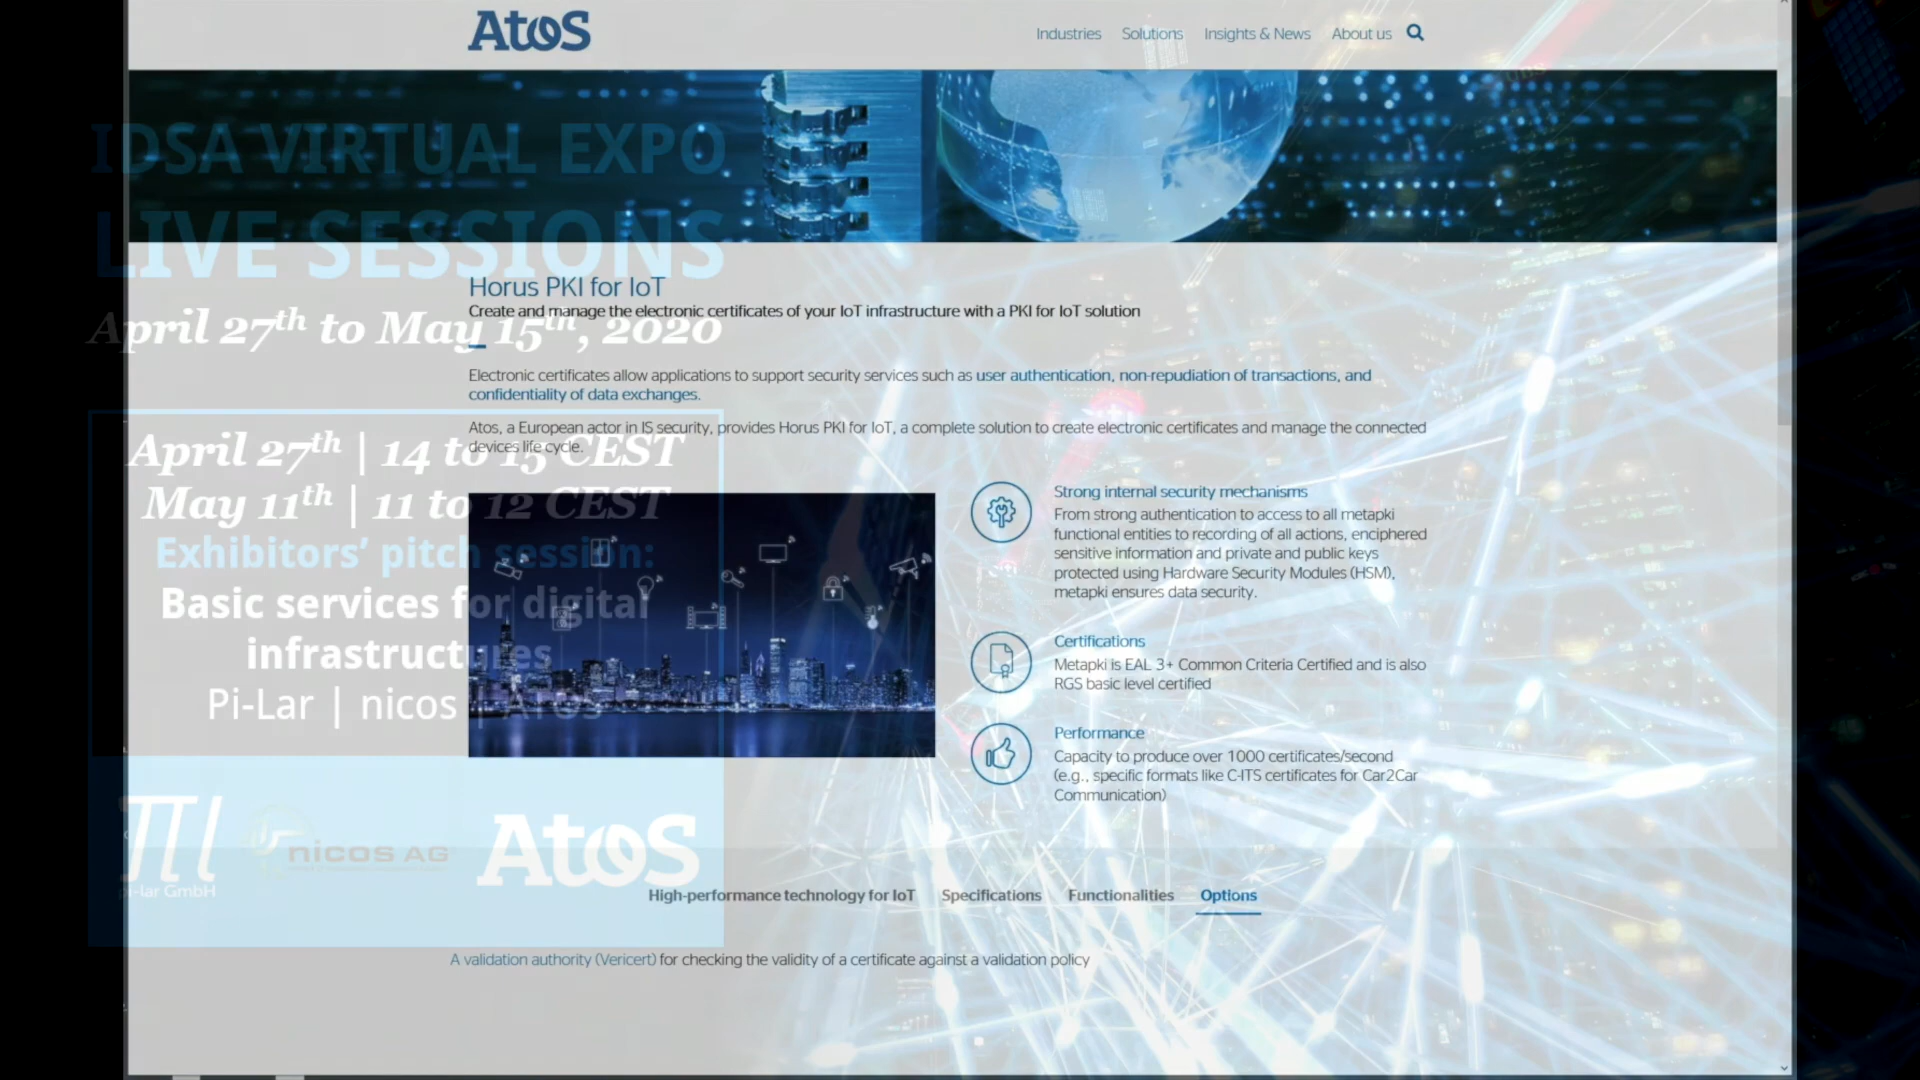 Atos
Industries Solutions Insights & News About us
IDSA VIRTUAL EXPO
LIVE SESSIONS
April 27th to May 15th, 2020
Horus PKI for IoT
Create and manage the electronic certificates of your IoT infrastructure with a PKI for IoT solution
Electronic certificates allow applications to support security services such as user authentication, non-repudiation of transactions, and
confidentiality of data exchanges.
Atos, a European actor in IS security, provides Horus PKI for IoT, a complete solution to create electronic certificates and manage the connected
devices life cycle.
April 27th | 14 to 15 CEST
May 11th | 11 to 12 CEST
Exhibitors' pitch session:
Basic services for digital
infrastructures
Pi-Lar | nicos | Atos
Strong internal security mechanisms
From strong authentication to access to all metapki
functional entities to recording of all actions, enciphered
sensitive information and private and public keys
protected using Hardware Security Modules (HSM),
metapki ensures data security.
Certifications
Metapki is EAL 3+ Common Criteria Certified and is also
RGS basic level certified
Performance
Capacity to produce over 1000 certificates/second
(e.g., specific formats like C-ITS certificates for Car2Car
Communication)
pi-lar GmbH
nicos AG
Atos
High-performance technology for IoT Specifications Functionalities Options
A validation authority (Vericert) for checking the validity of a certificate against a validation policy